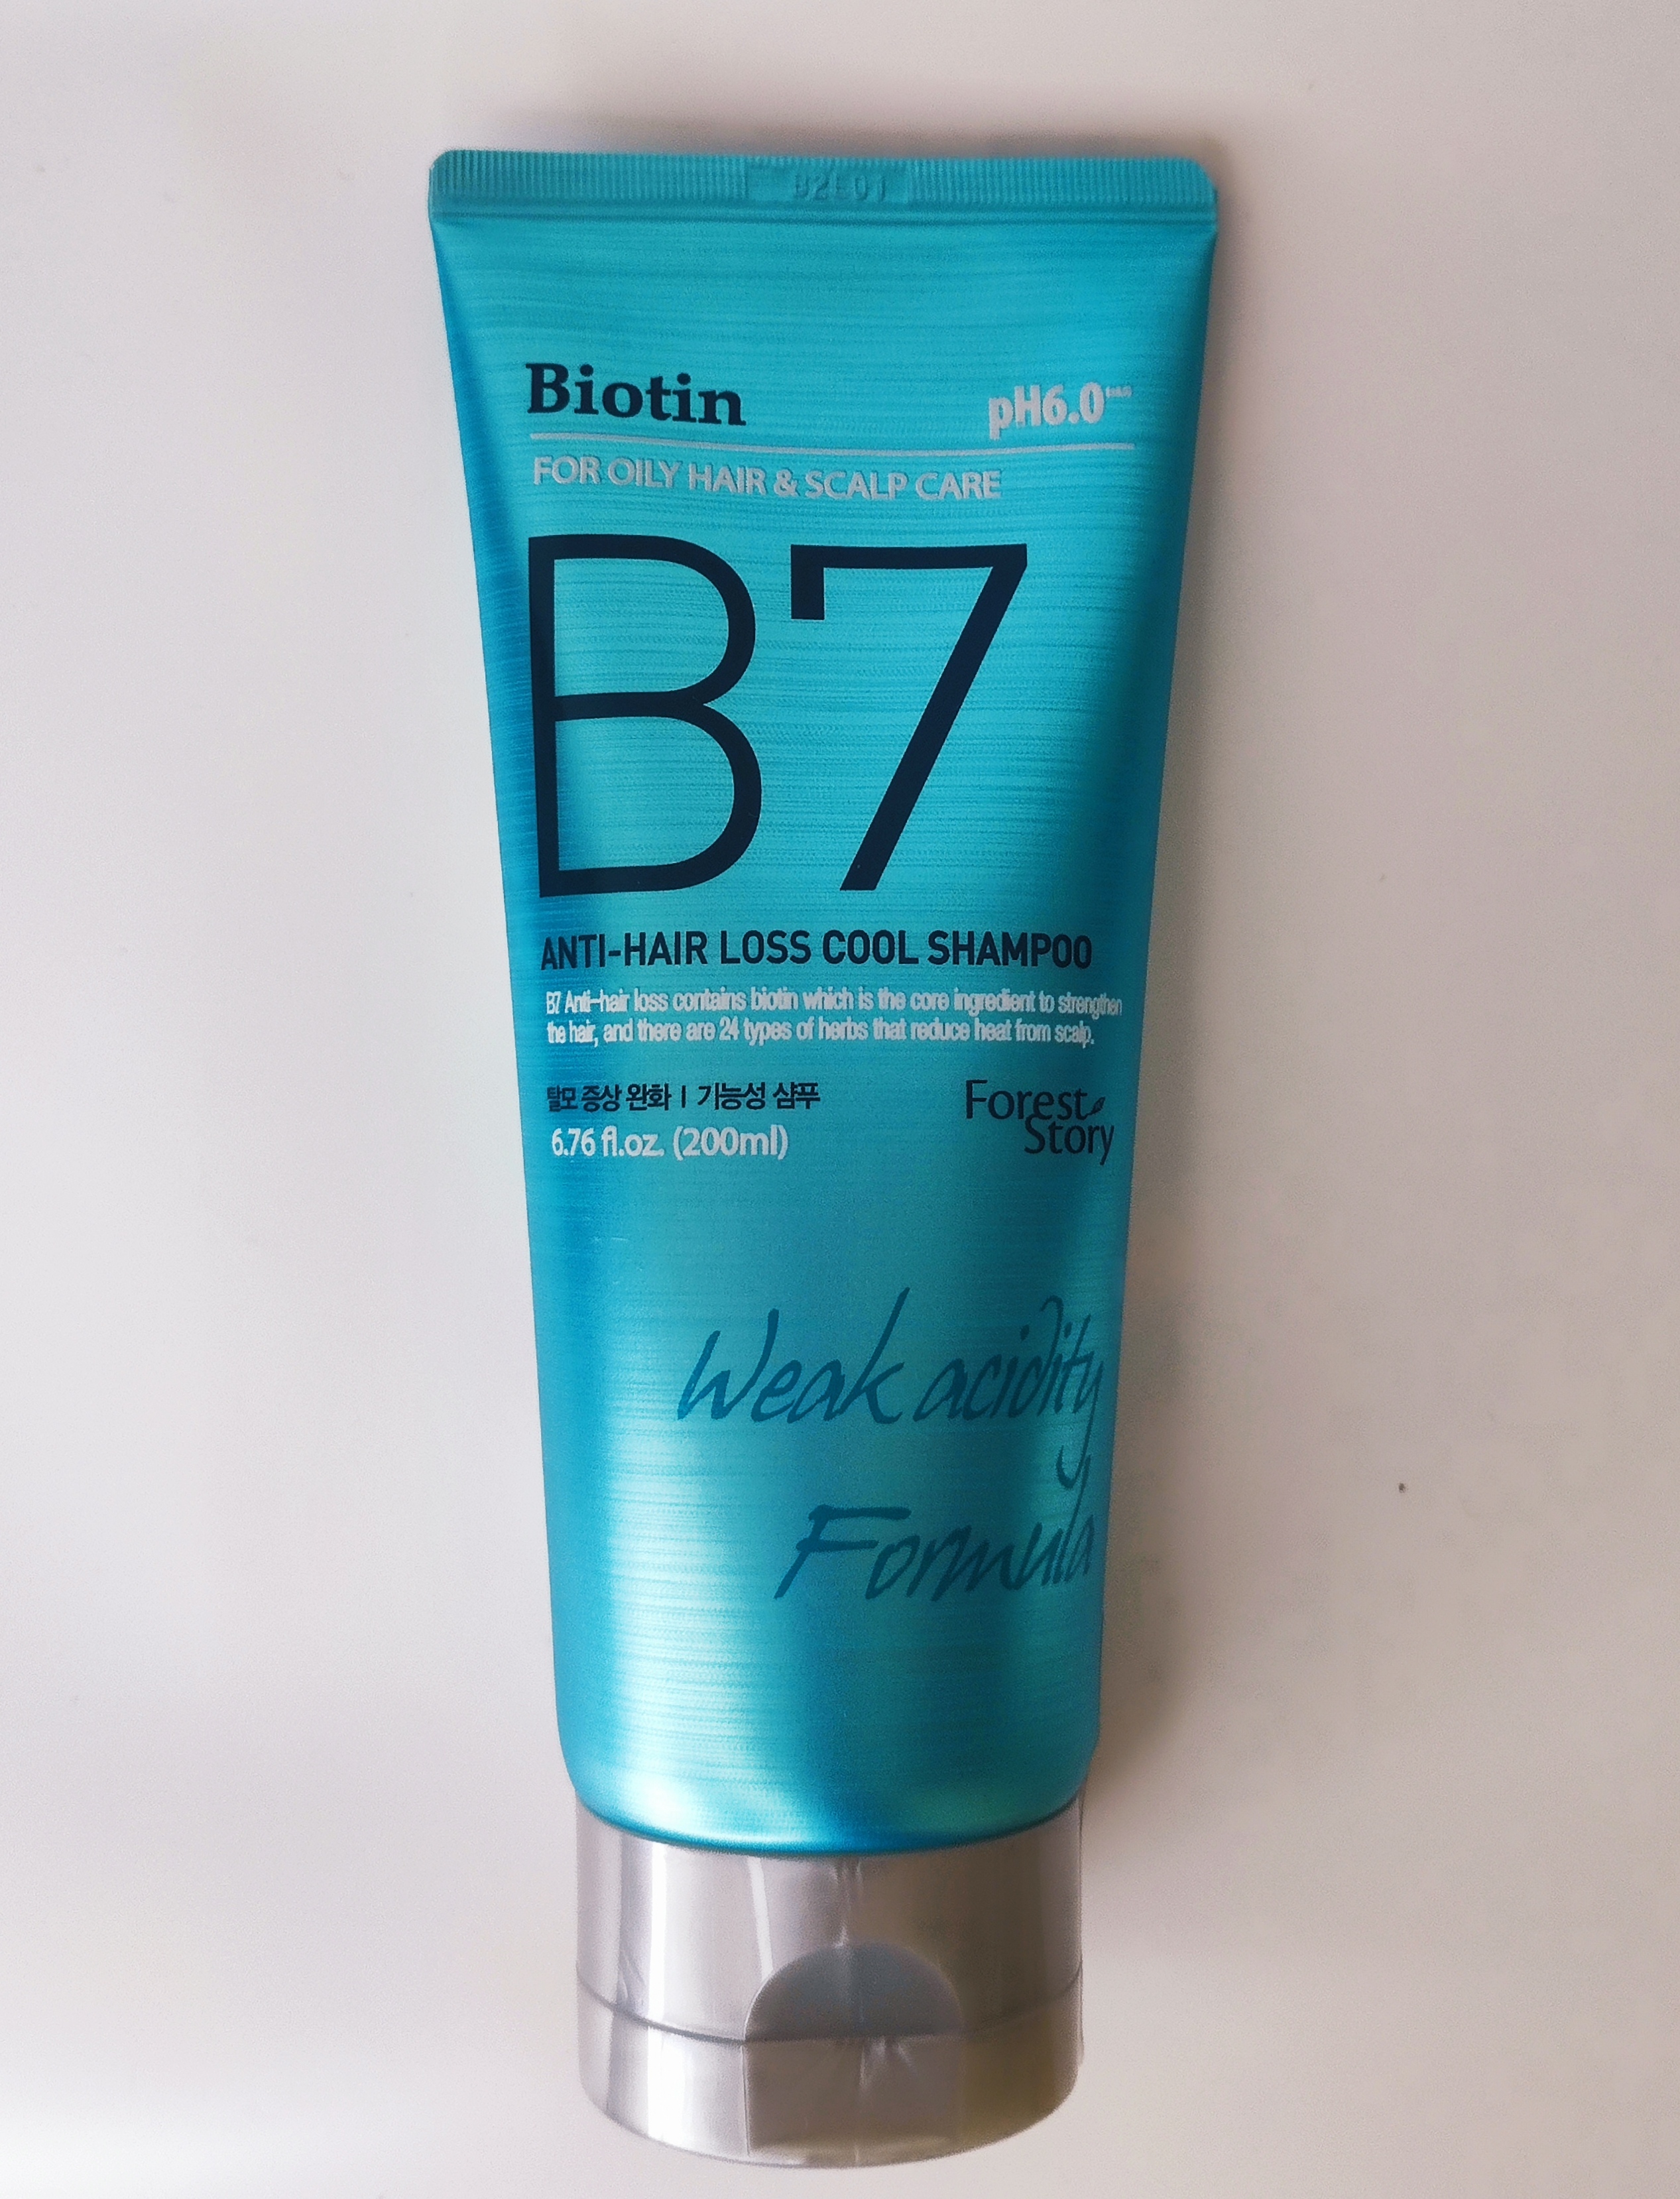 B2E01
Biotin
pH6.0
FOR OILY HAIR & SCALP CARE
B7
ANTI-HAIR LOSS COOL SHAMPOO
B7 Anti-hair loss contains biotin which is the core ingredient to strengthen
the hair, and there are 24 types of herbs that reduce heat from scalp.
탈모 증상 완화 | 기능성 샴푸
6.76 fl.oz. (200ml)
Forest
Story
Weak acidity
Formula